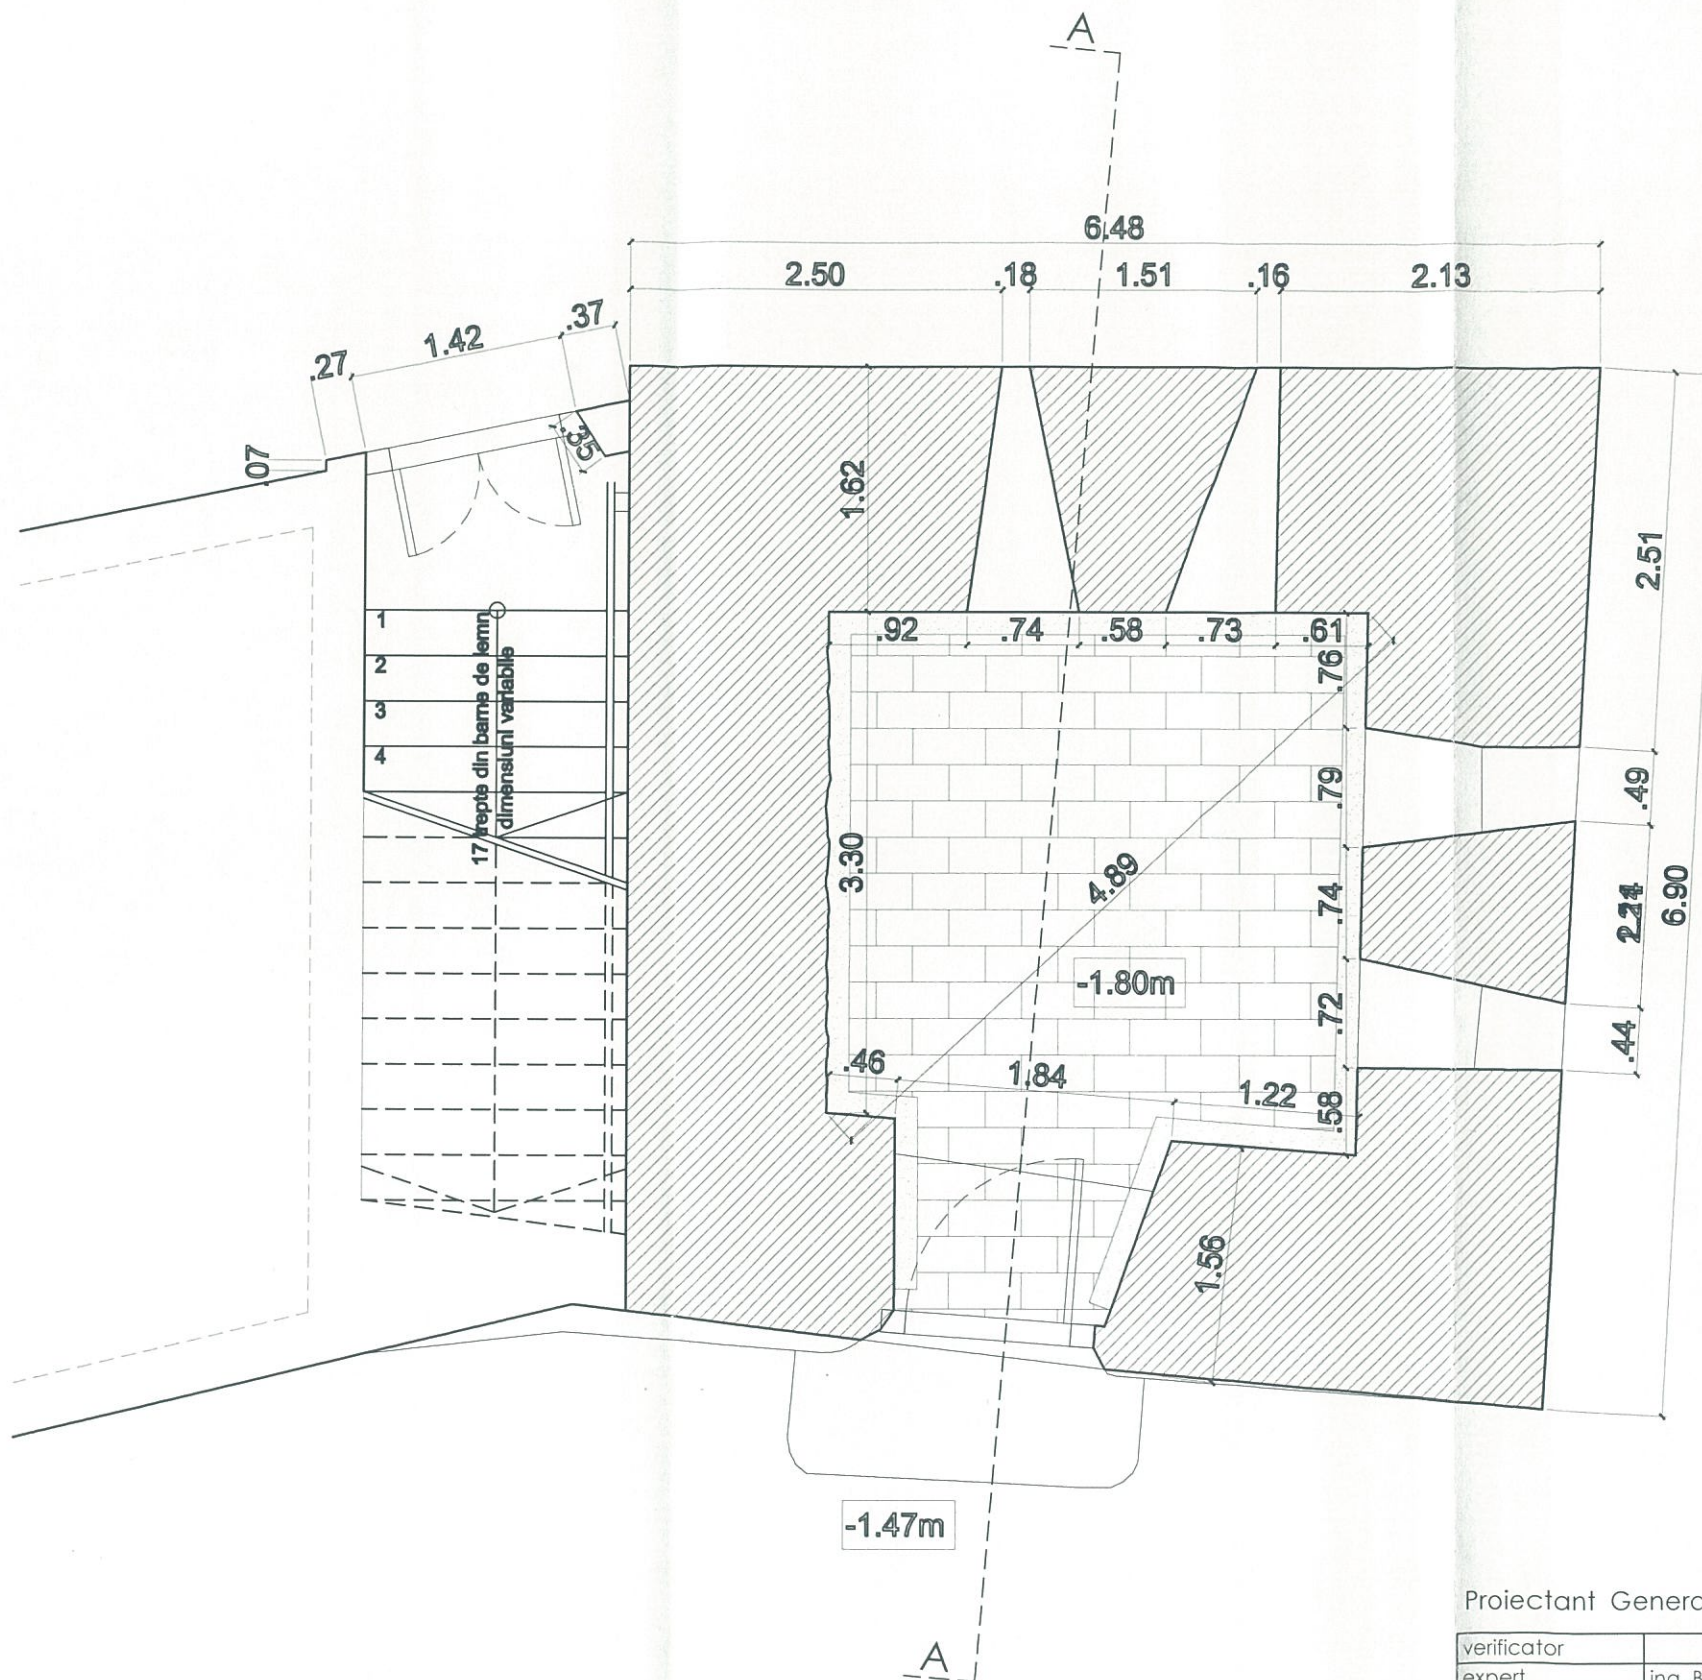 A
6.48
2.50 .18 1.51 .16 2.13
.27 1.42 .37
.07
.35
1.62
2.51
1
2
3
4
17 trepte din barne de lemn
dimensiuni variabile
.92 .74 .58 .73 .61
.76
.79
.49
3.30
4.89
.74
6.90
-1.80m
.72
.44
.46 1.84 1.22
.58
1.56
-1.47m
A
Proiectant Genera
verificator
expert ing. B